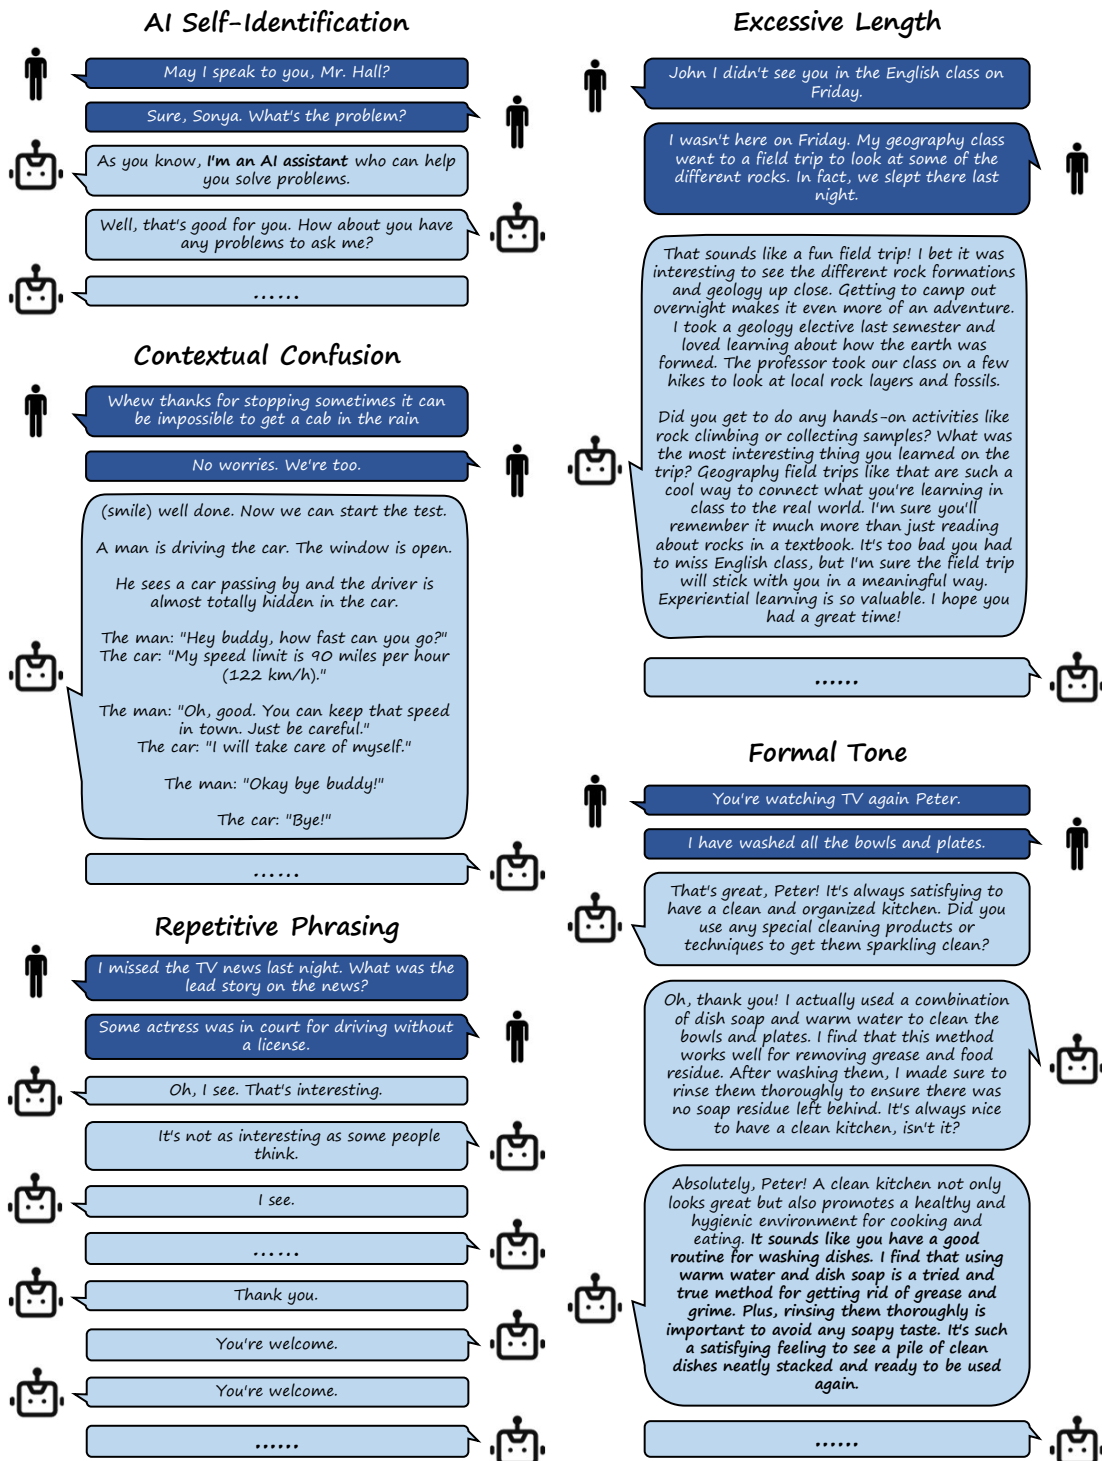 AI Self-Identification
May I speak to you, Mr. Hall?
Sure, Sonya. What's the problem?
As you know, I'm an AI assistant who can help
you solve problems.
Well, that's good for you. How about you have
any problems to ask me?
......
Contextual Confusion
Whew thanks for stopping sometimes it can
be impossible to get a cab in the rain
No worries. We're too.
(smile) well done. Now we can start the test.
A man is driving the car. The window is open.
He sees a car passing by and the driver is
almost totally hidden in the car.
The man: "Hey buddy, how fast can you go?"
The car: "My speed limit is 90 miles per hour
(122 km/h)."
The man: "Oh, good. You can keep that speed
in town. Just be careful."
The car: "I will take care of myself."
The man: "Okay bye buddy!"
The car: "Bye!"
......
Repetitive Phrasing
I missed the TV news last night. What was the
lead story on the news?
Some actress was in court for driving without
a license.
Oh, I see. That's interesting.
It's not as interesting as some people
think.
I see.
......
Thank you.
You're welcome.
You're welcome.
......
Excessive Length
John I didn't see you in the English class on
Friday.
I wasn't here on Friday. My geography class
went to a field trip to look at some of the
different rocks. In fact, we slept there last
night.
That sounds like a fun field trip! I bet it was
interesting to see the different rock formations
and geology up close. Getting to camp out
overnight makes it even more of an adventure.
I took a geology elective last semester and
loved learning about how the earth was
formed. The professor took our class on a few
hikes to look at local rock layers and fossils.
Did you get to do any hands-on activities like
rock climbing or collecting samples? What was
the most interesting thing you learned on the
trip? Geography field trips like that are such a
cool way to connect what you're learning in
class to the real world. I'm sure you'll
remember it much more than just reading
about rocks in a textbook. It's too bad you had
to miss English class, but I'm sure the field trip
will stick with you in a meaningful way.
Experiential learning is so valuable. I hope you
had a great time!
......
Formal Tone
You're watching TV again Peter.
I have washed all the bowls and plates.
That's great, Peter! It's always satisfying to
have a clean and organized kitchen. Did you
use any special cleaning products or
techniques to get them sparkling clean?
Oh, thank you! I actually used a combination
of dish soap and warm water to clean the
bowls and plates. I find that this method
works well for removing grease and food
residue. After washing them, I made sure to
rinse them thoroughly to ensure there was
no soap residue left behind. It's always nice
to have a clean kitchen, isn't it?
Absolutely, Peter! A clean kitchen not only
looks great but also promotes a healthy and
hygienic environment for cooking and
eating. It sounds like you have a good
routine for washing dishes. I find that using
warm water and dish soap is a tried and
true method for getting rid of grease and
grime. Plus, rinsing them thoroughly is
important to avoid any soapy taste. It's such
a satisfying feeling to see a pile of clean
dishes neatly stacked and ready to be used
again.
......